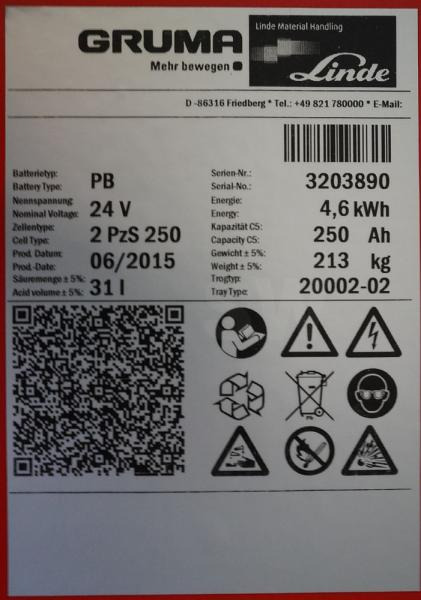 GRUMA
Mehr bewegen
Linde Material Handling
Linde
D -86316 Friedberg * Tel.: +49 821 780000 * E-Mail:
Batterietyp:
Battery Type: PB
Nennspannung
Nominal Voltage: 24 V
Zellentype:
Cell Type: 2 PzS 250
Prod. Datum:
Prod.-Date: 06/2015
Säuremenge ± 5%:
Acid volume ± 5%: 31 l
Serien-Nr.:
Serial-No.: 3203890
Energie:
Energy: 4,6 kWh
Kapazität C5:
Capacity C5: 250 Ah
Gewicht ± 5%:
Weight ± 5%: 213 kg
Trogtyp:
Tray Type: 20002-02